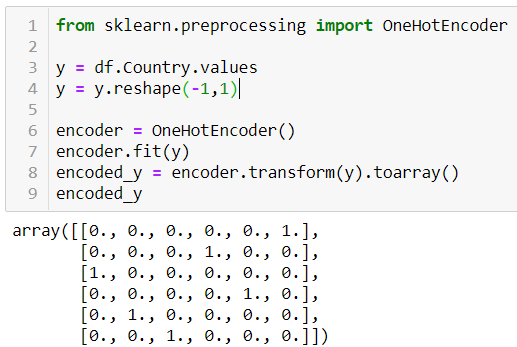 1 from sklearn.preprocessing import OneHotEncoder
2
3 y = df.Country.values
4 y = y.reshape(-1,1)
5
6 encoder = OneHotEncoder()
7 encoder.fit(y)
8 encoded_y = encoder.transform(y).toarray()
9 encoded_y
array([[0., 0., 0., 0., 0., 1.],
       [0., 0., 0., 1., 0., 0.],
       [1., 0., 0., 0., 0., 0.],
       [0., 0., 0., 0., 1., 0.],
       [0., 1., 0., 0., 0., 0.],
       [0., 0., 1., 0., 0., 0.]])